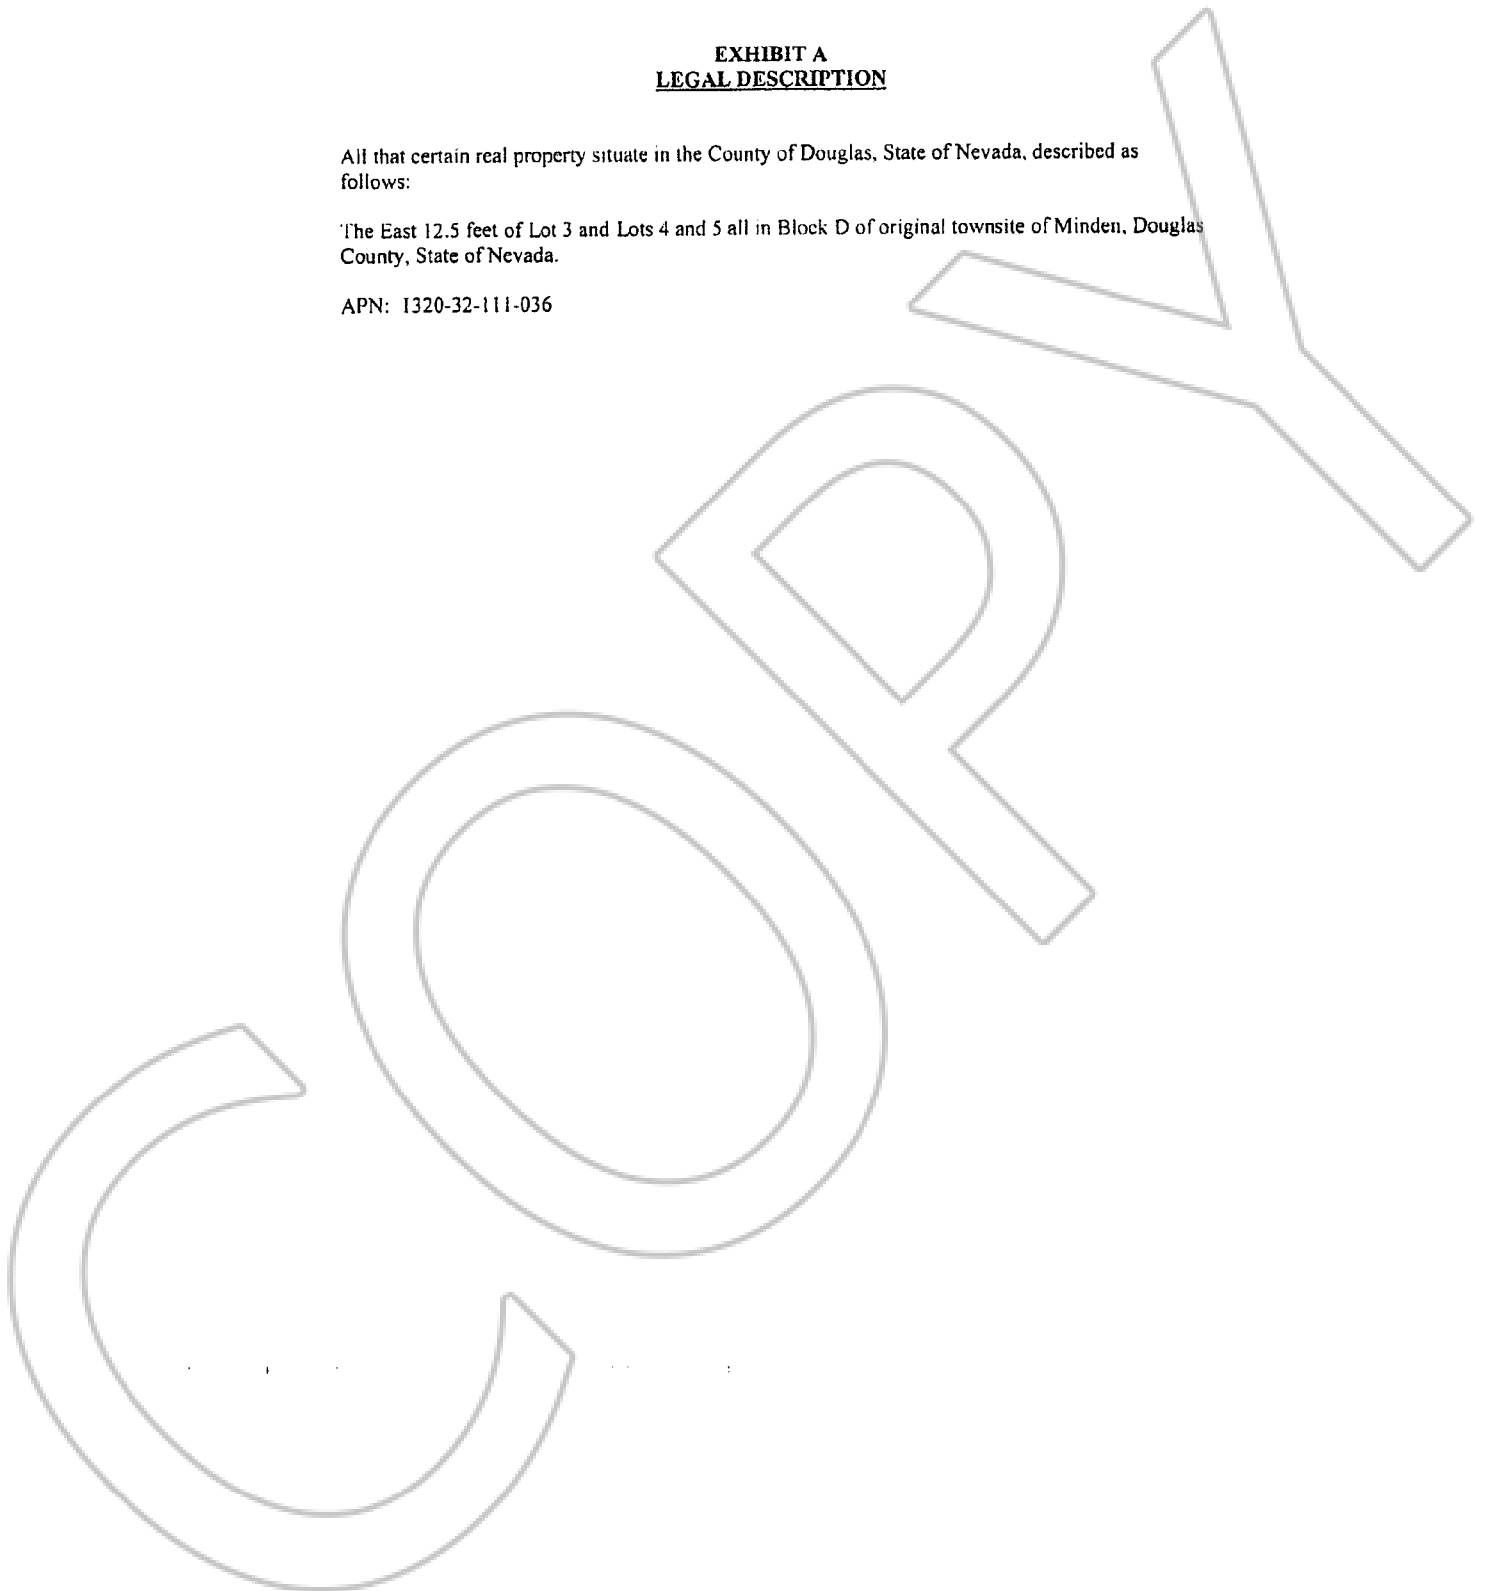 EXHIBIT A
LEGAL DESCRIPTION
All that certain real property situate in the County of Douglas, State of Nevada, described as
follows:
The East 12.5 feet of Lot 3 and Lots 4 and 5 all in Block D of original townsite of Minden, Douglas
County, State of Nevada.
APN: 1320-32-111-036
COPY